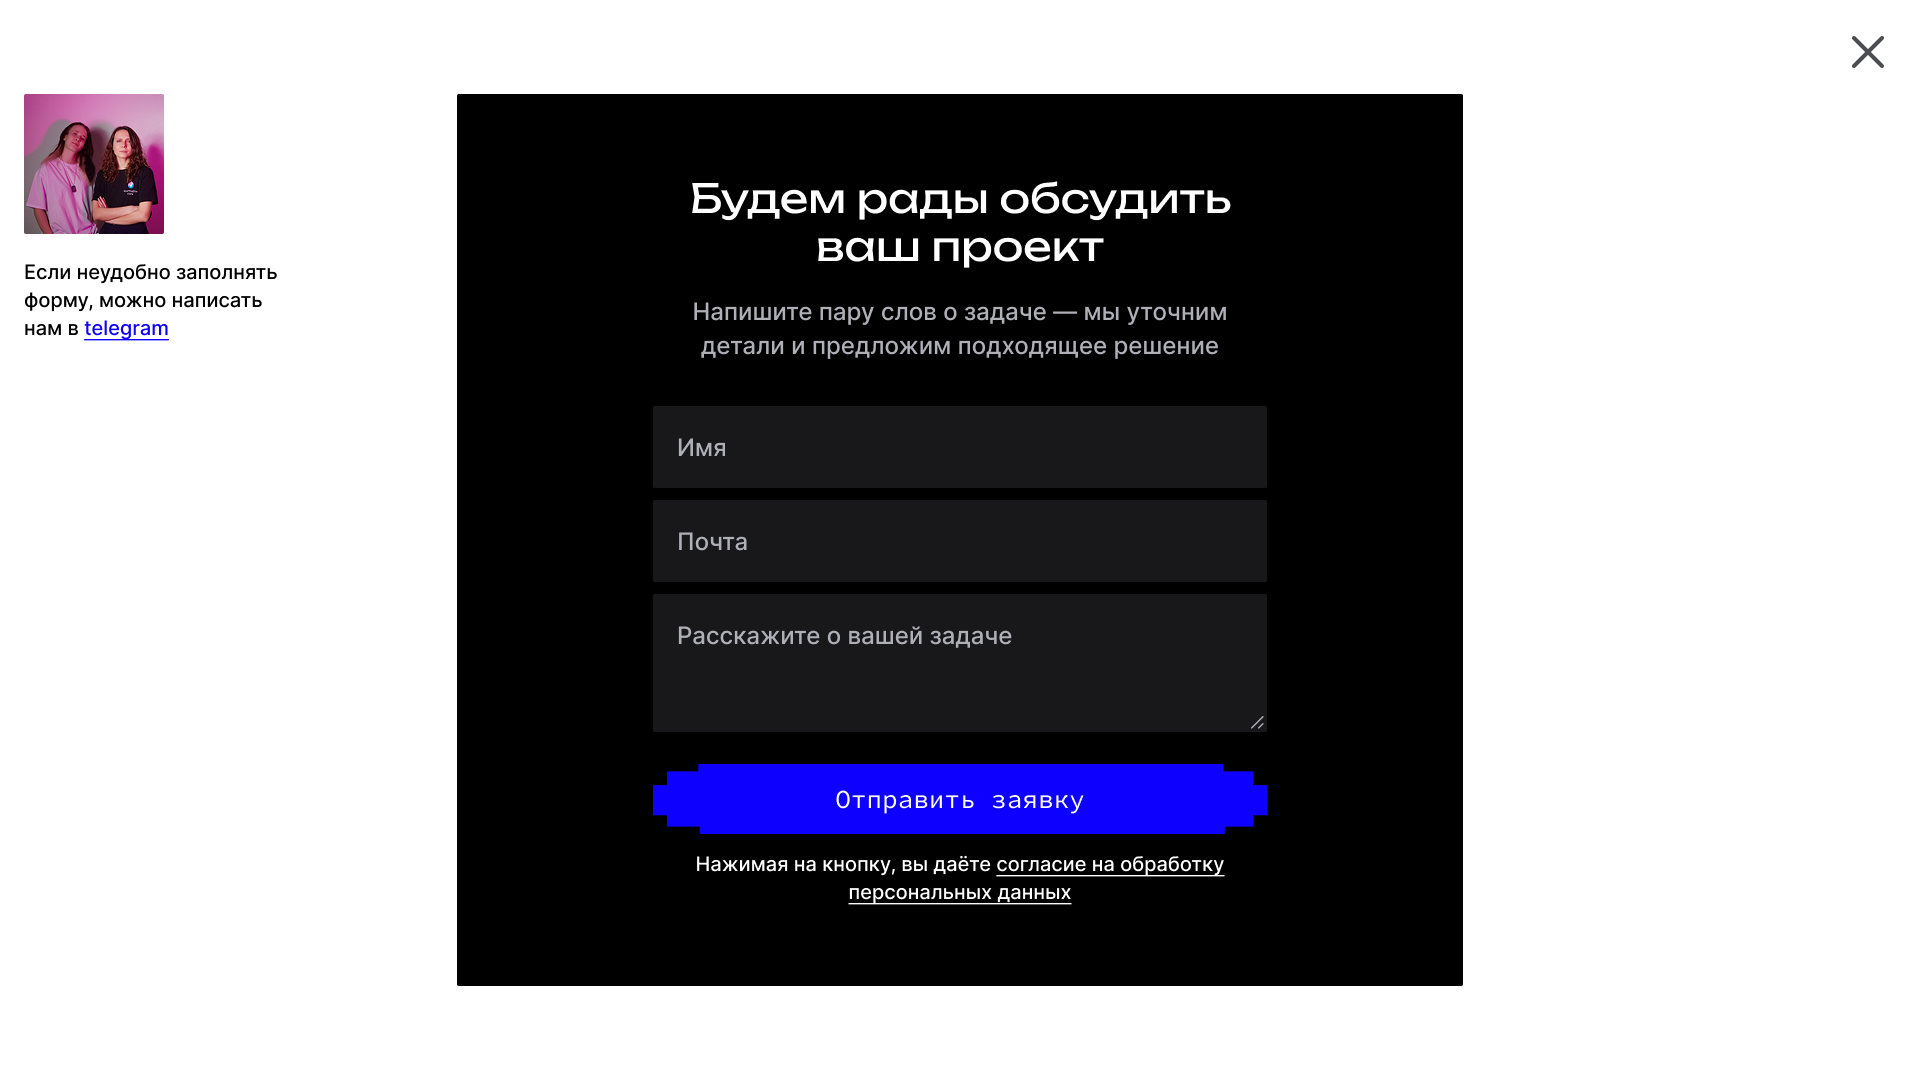 Если неудобно заполнять
форму, можно написать
нам в telegram
Будем рады обсудить
ваш проект
Напишите пару слов о задаче — мы уточним
детали и предложим подходящее решение
Имя
Почта
Расскажите о вашей задаче
Отправить заявку
Нажимая на кнопку, вы даёте согласие на обработку
персональных данных